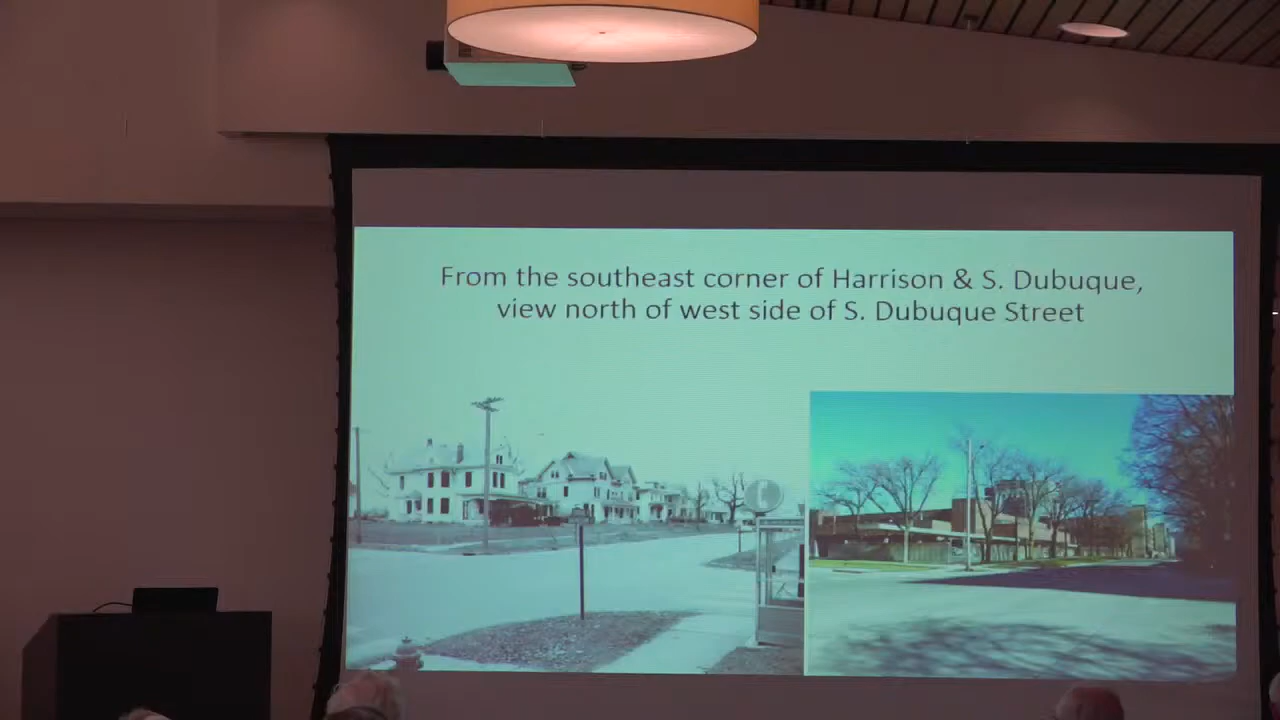 From the southeast corner of Harrison & S. Dubuque,
view north of west side of S. Dubuque Street